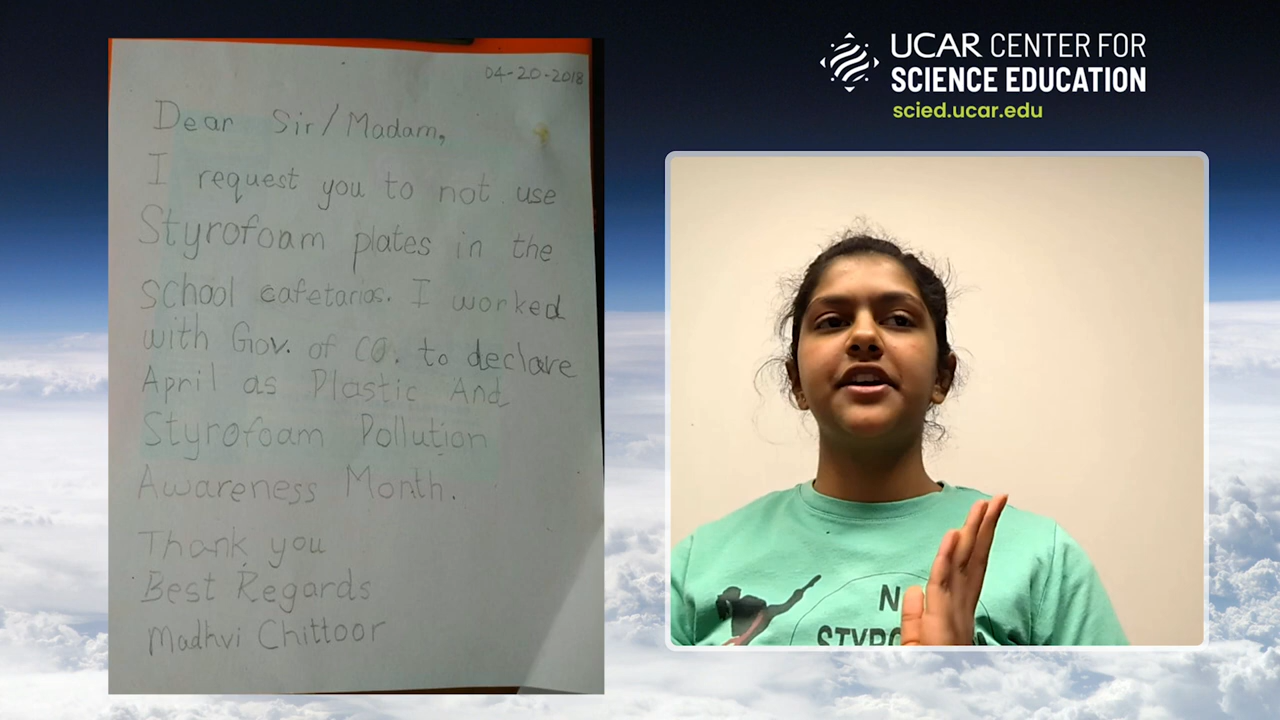 04-20-2018
Dear Sir/Madam,
I request you to not use
Styrofoam plates in the
school cafetarias. I worked
with Gov. of CO. to declare
April as Plastic And
Styrofoam Pollution
Awareness Month.
Thank you
Best Regards
Madhvi Chittoor
UCAR CENTER FOR
SCIENCE EDUCATION
scied.ucar.edu